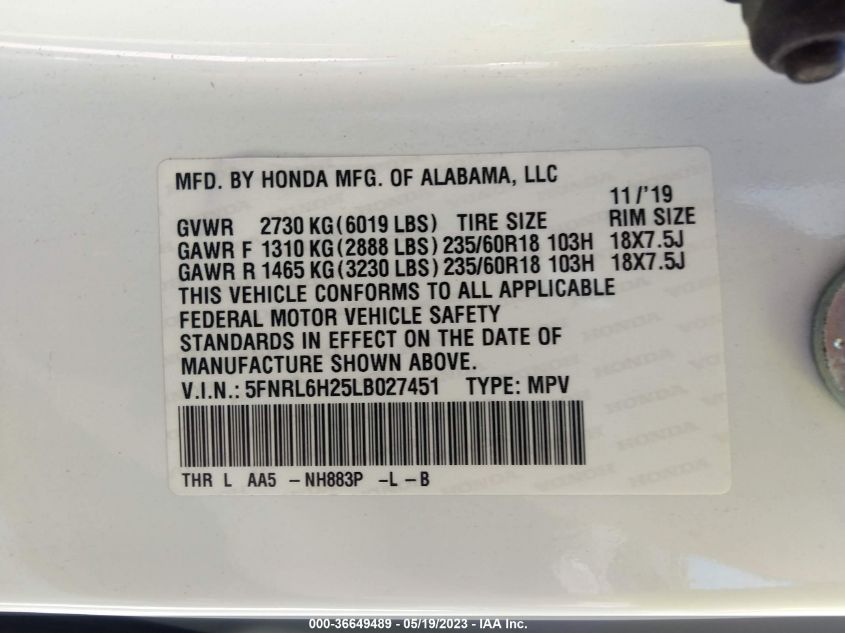 MFD. BY HONDA MFG. OF ALABAMA, LLC
11/'19
GVWR 2730 KG(6019 LBS) TIRE SIZE RIM SIZE
GAWR F 1310 KG(2888 LBS) 235/60R18 103H 18X7.5J
GAWR R 1465 KG(3230 LBS) 235/60R18 103H 18X7.5J
THIS VEHICLE CONFORMS TO ALL APPLICABLE
FEDERAL MOTOR VEHICLE SAFETY
STANDARDS IN EFFECT ON THE DATE OF
MANUFACTURE SHOWN ABOVE.
V.I.N.: 5FNRL6H25LB027451 TYPE: MPV
THR L AA5 -NH883P -L-B
000-36649489 - 05/19/2023 - IAA Inc.